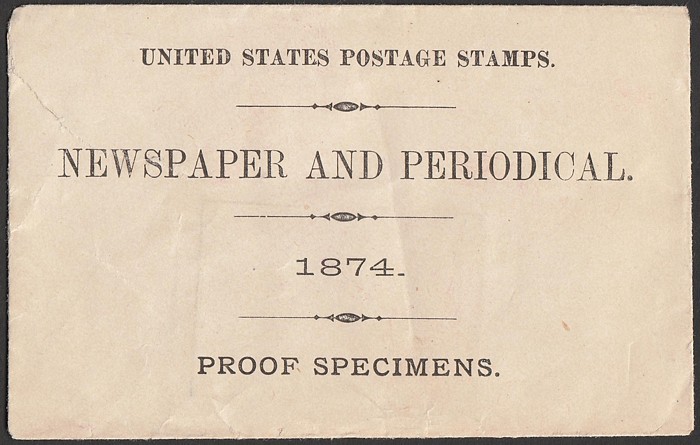 UNITED STATES POSTAGE STAMPS.
NEWSPAPER AND PERIODICAL.
1874.
PROOF SPECIMENS.